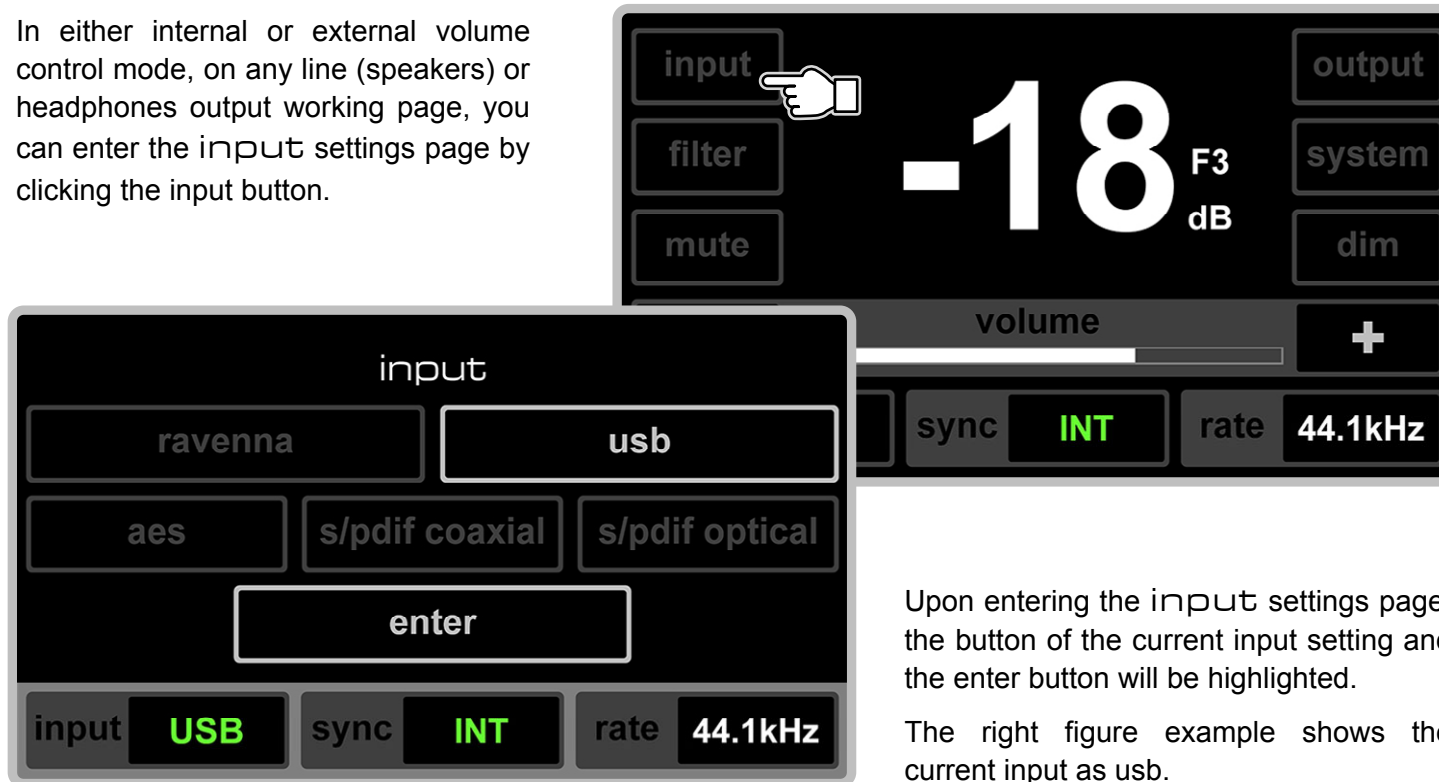 In either internal or external volume
control mode, on any line (speakers) or
headphones output working page, you
can enter the input settings page by
clicking the input button.
input
output
filter
-18
F3
system
dB
mute
dim
volume
+
sync INT
rate 44.1kHz
input
ravenna
usb
aes
s/pdif coaxial
s/pdif optical
enter
input USB
sync INT
rate 44.1kHz
Upon entering the input settings page
the button of the current input setting an
the enter button will be highlighted.
The right figure example shows th
current input as usb.